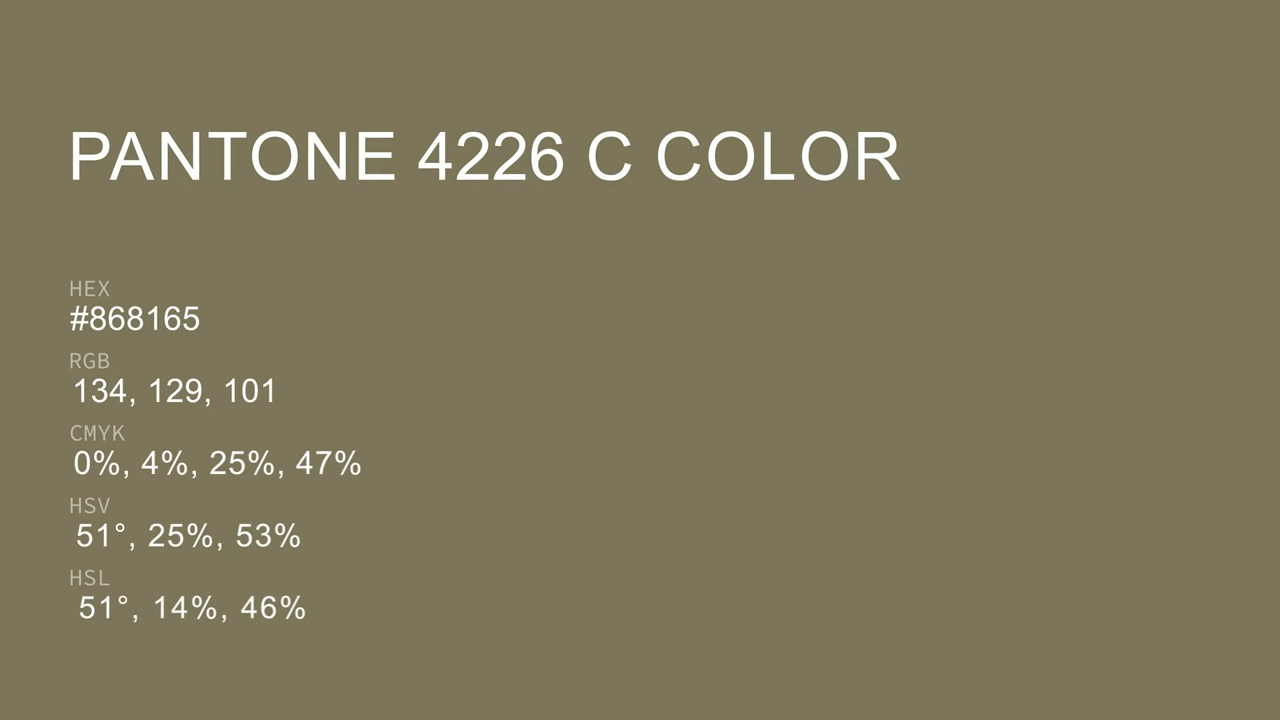 PANTONE 4226 C COLOR
HEX
#868165
RGB
134, 129, 101
CMYK
0%, 4%, 25%, 47%
HSV
51°, 25%, 53%
HSL
51°, 14%, 46%